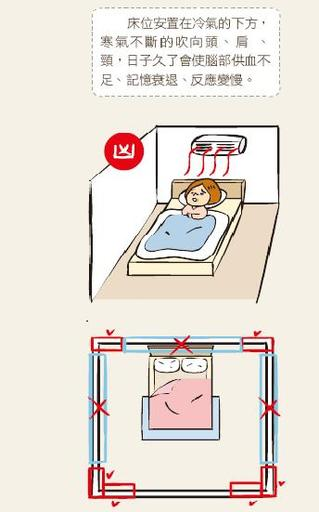 床位安置在冷氣的下方，
寒氣不斷的吹向頭、肩、
頸，日子久了會使腦部供血不
足、記憶衰退、反應變慢。
凶